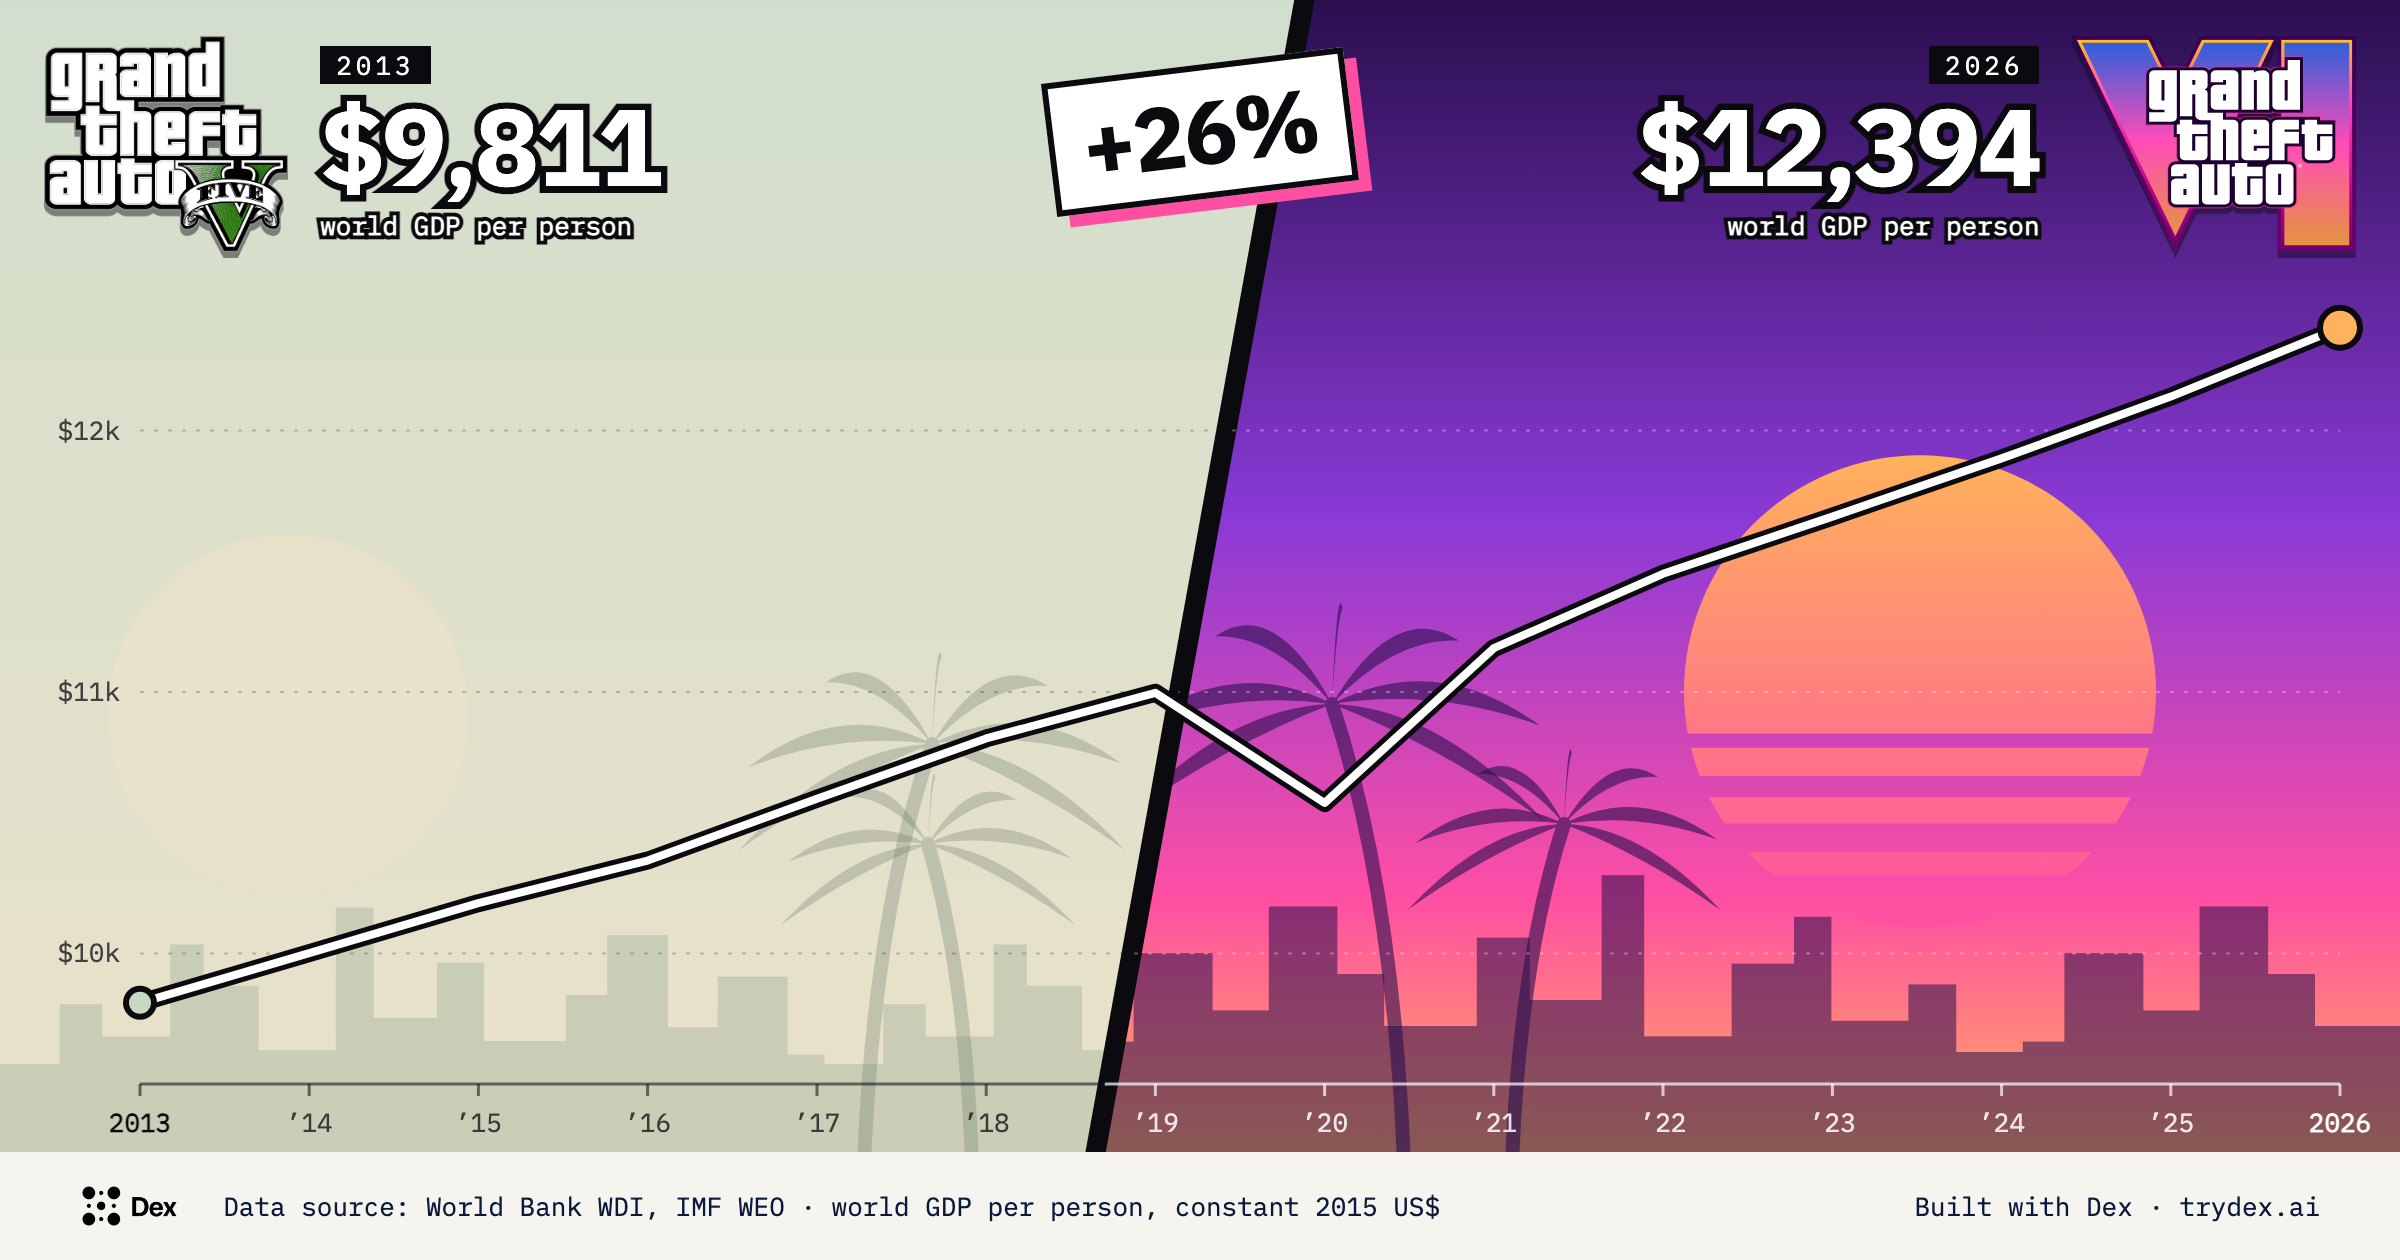 grand
theft
auto
FIVE
2013
$9,811
world GDP per person
+26%
2026
$12,394
world GDP per person
VI
grand
theft
auto
$12k
$11k
$10k
2013 ’14 ’15 ’16 ’17 ’18 ’19 ’20 ’21 ’22 ’23 ’24 ’25 2026
Dex Data source: World Bank WDI, IMF WEO · world GDP per person, constant 2015 US$ Built with Dex · trydex.ai